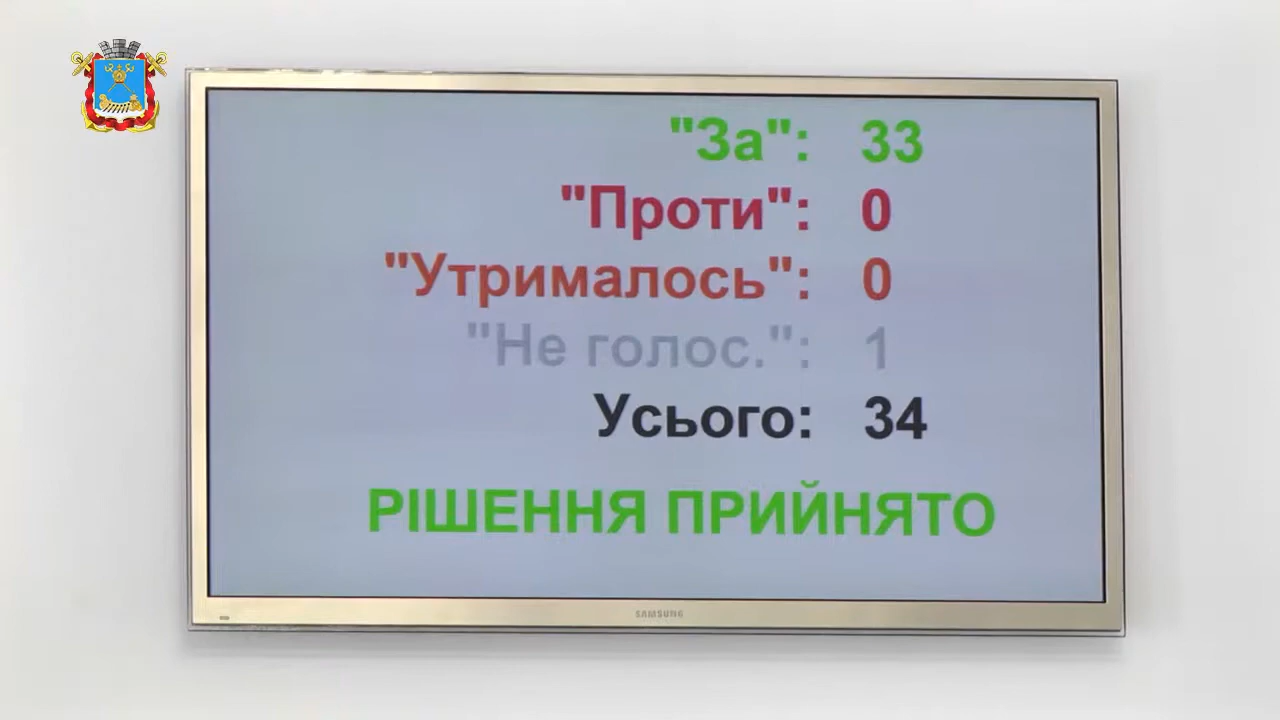 "За": 33
"Проти": 0
"Утрималось": 0
"Не голос.": 1
Усього: 34
РІШЕННЯ ПРИЙНЯТО
SAMSUNG